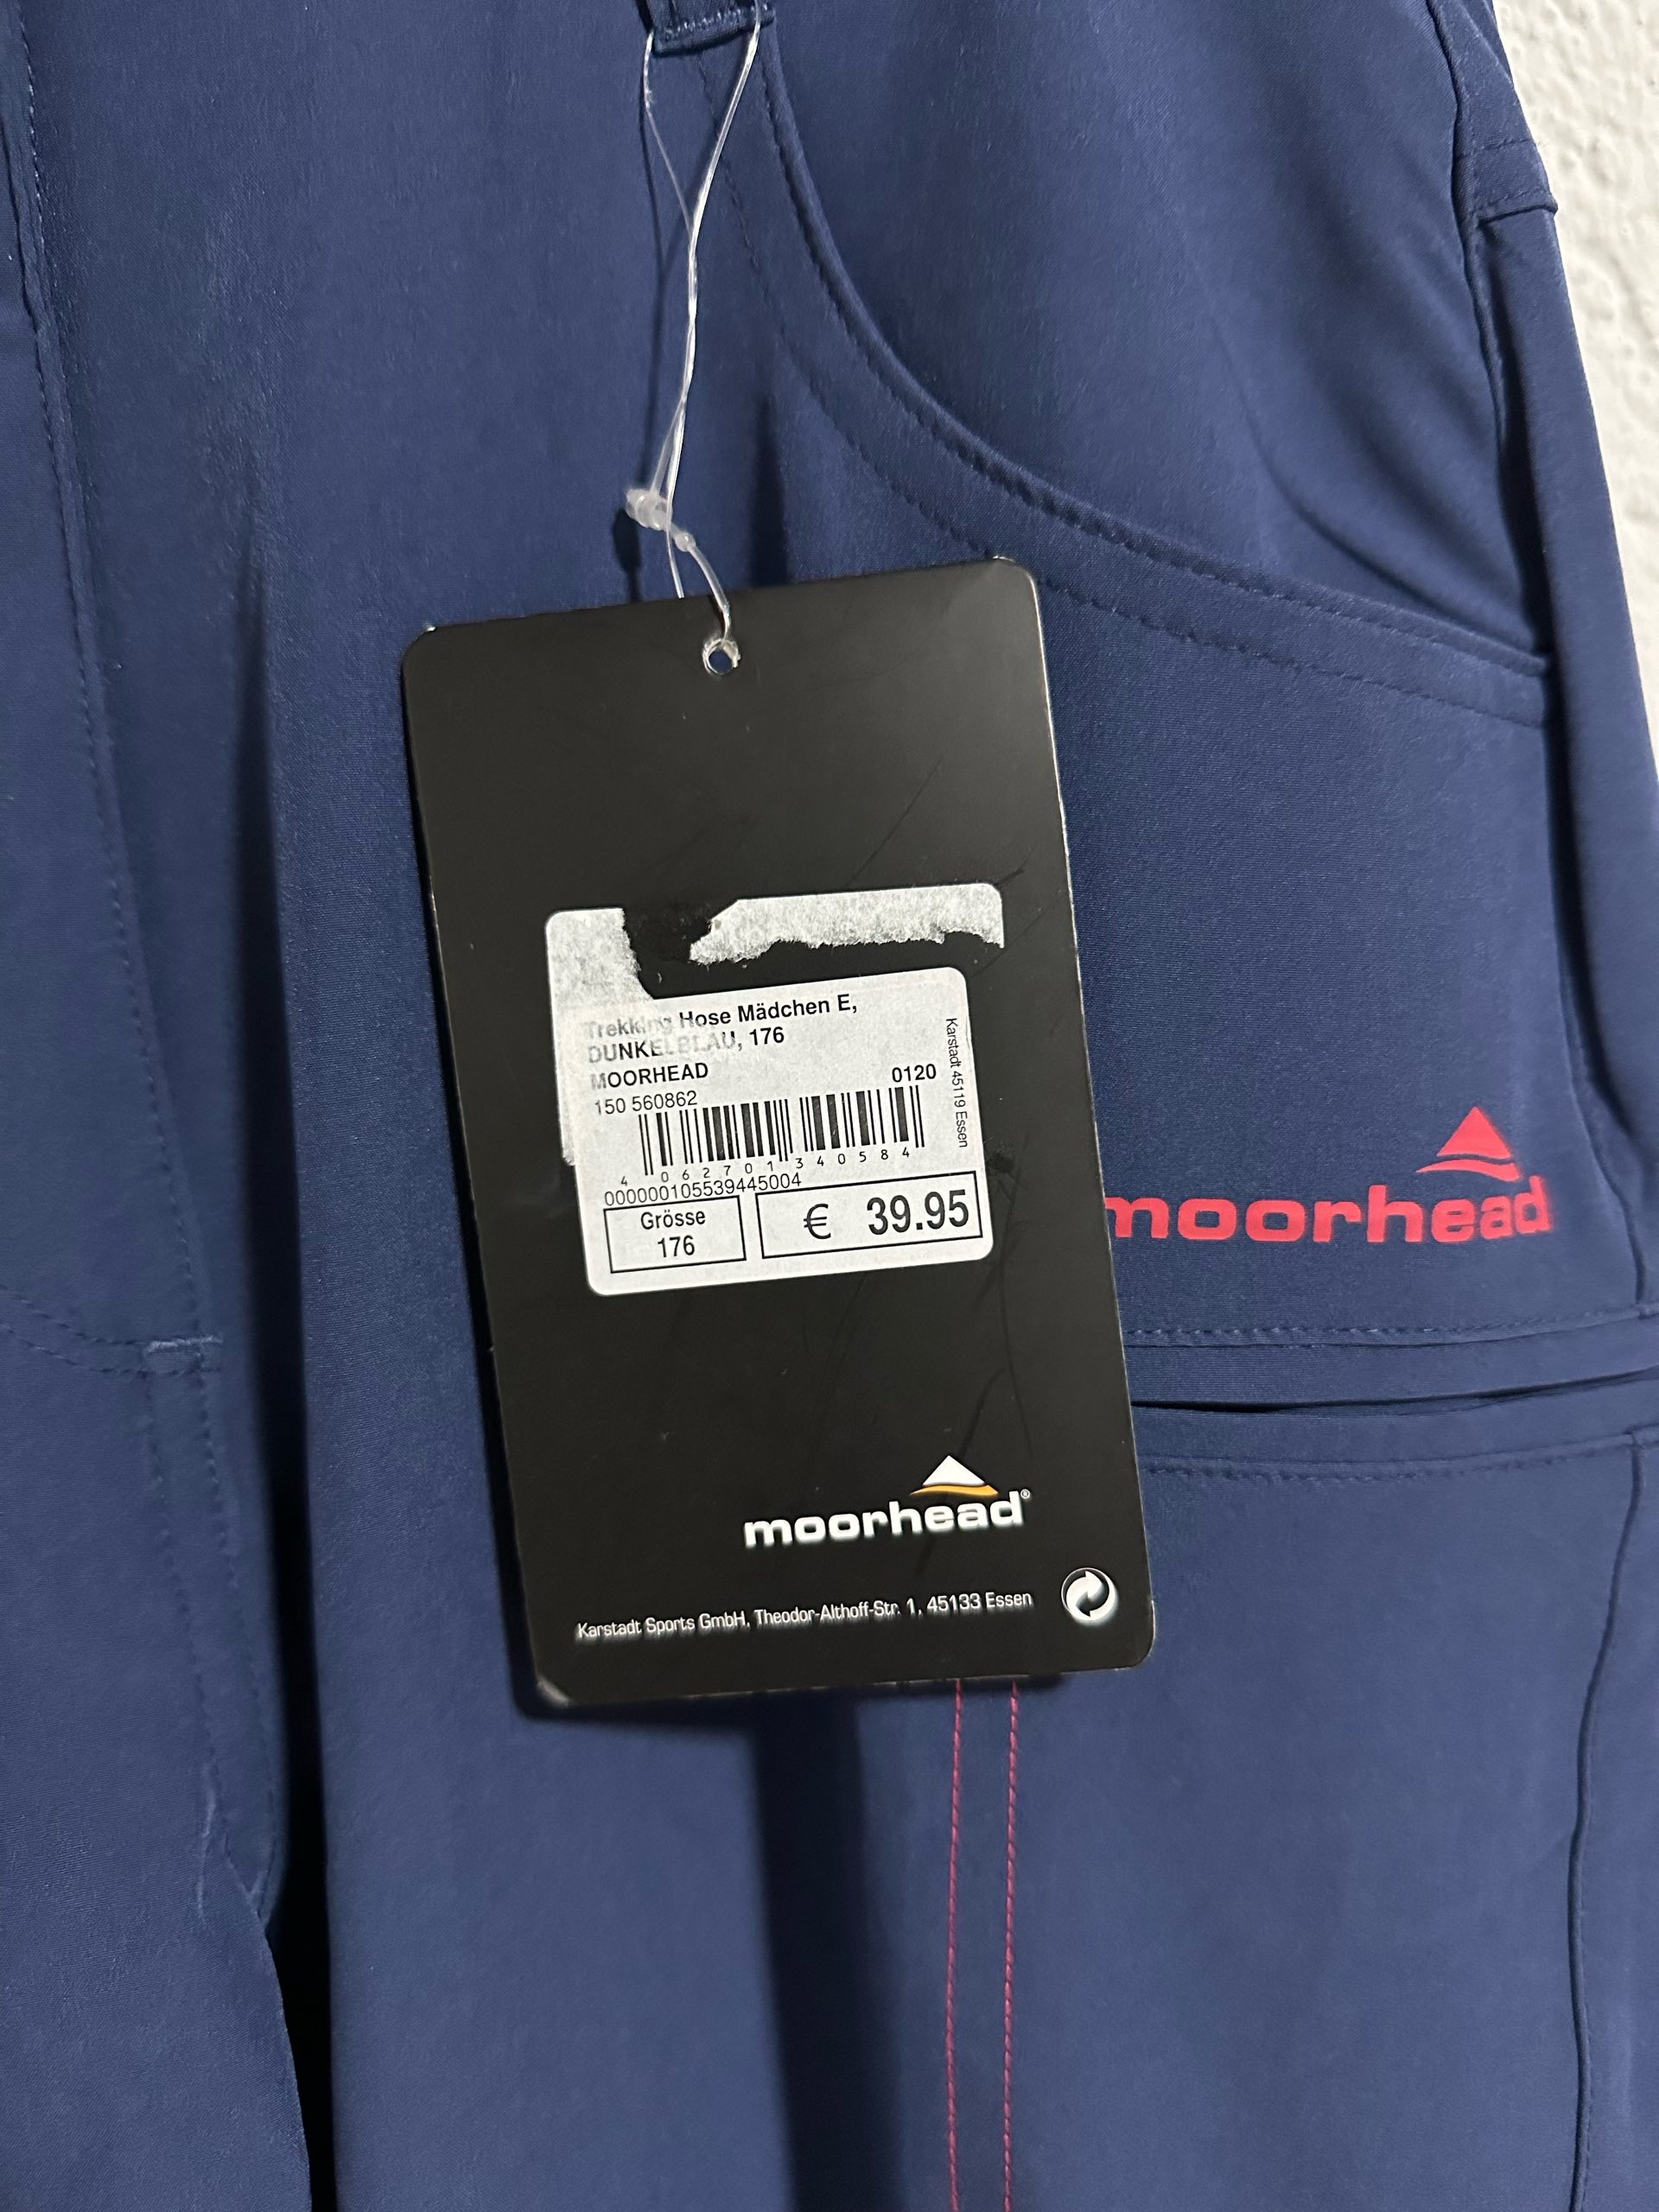 Trekking Hose Mädchen E,
DUNKELBLAU, 176
MOORHEAD
0120
150 560862
4 062701 340584
000000105539445004
Grösse
176
€ 39.95
Karstadt 45119 Essen
moorhead
moorhead®
Karstadt Sports GmbH, Theodor-Althoff-Str. 1, 45133 Essen